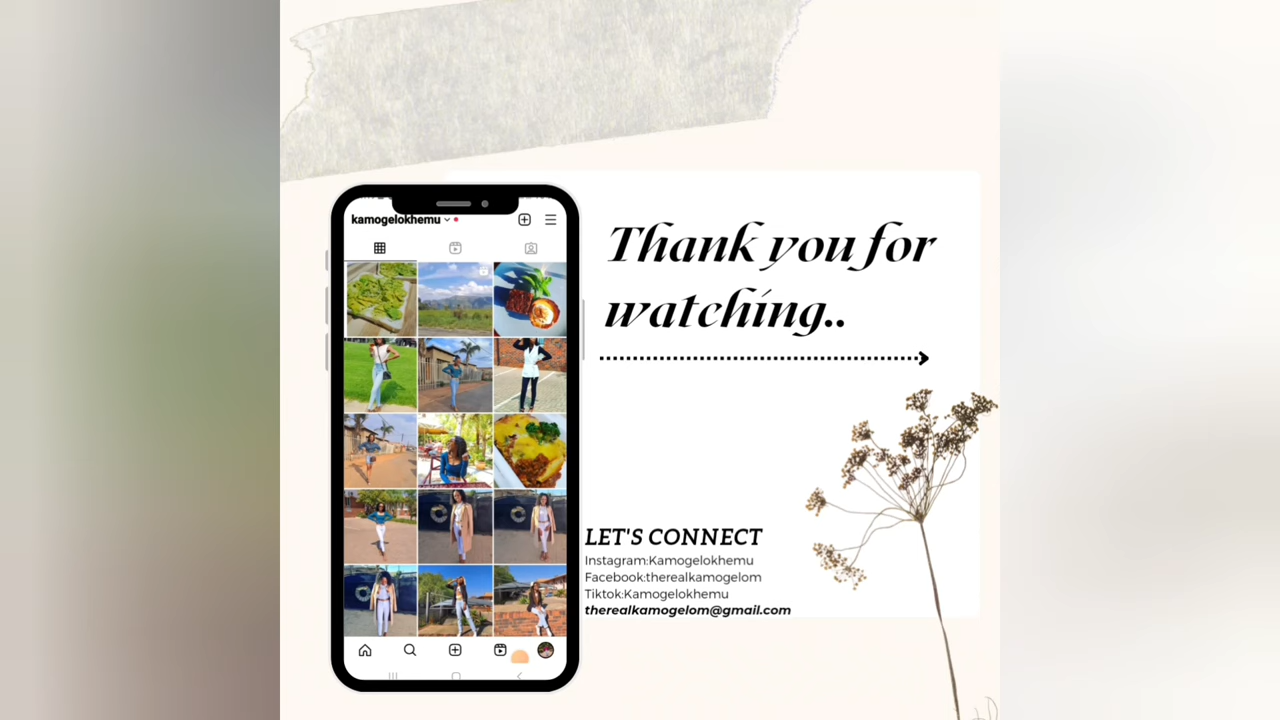 kamogelokhemu
Thank you for
watching..
LET'S CONNECT
Instagram:Kamogelokhemu
Facebook:therealkamogelom
Tiktok:Kamogelokhemu
therealkamogelom@gmail.com